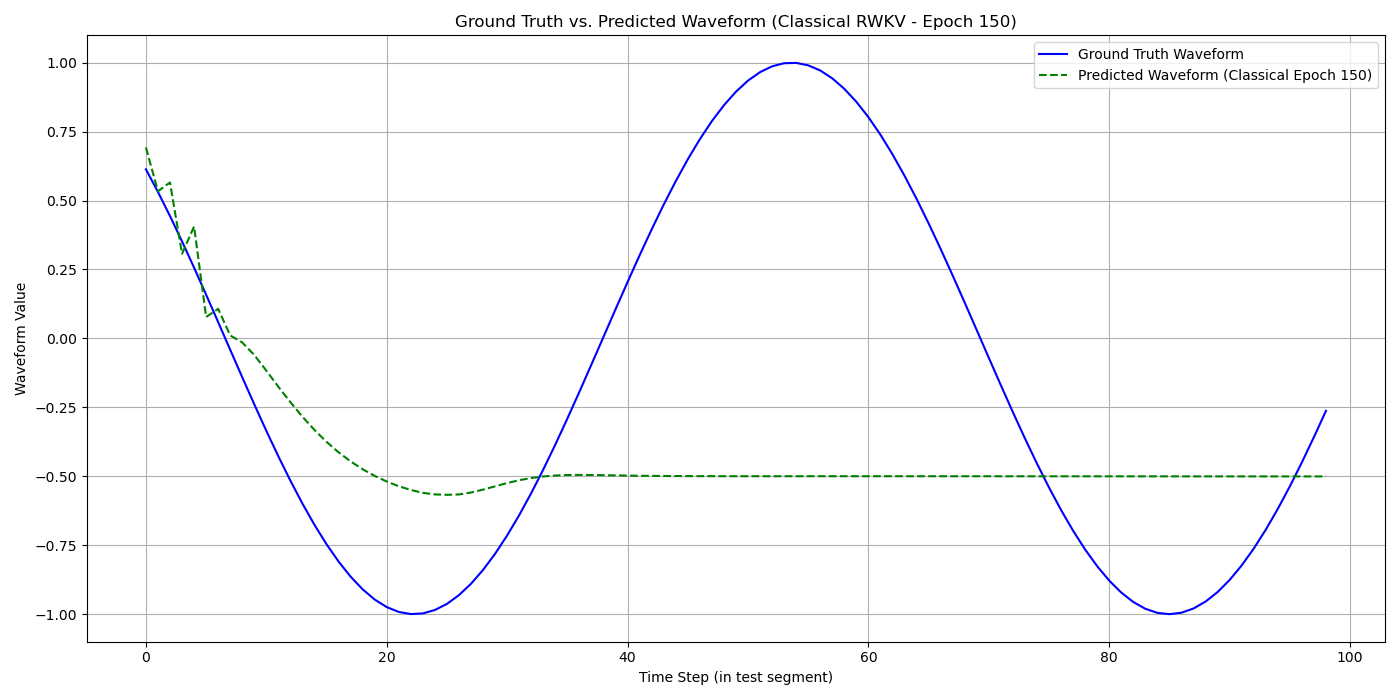 Ground Truth vs. Predicted Waveform (Classical RWKV - Epoch 150)
Ground Truth Waveform
Predicted Waveform (Classical Epoch 150)
Waveform Value
1.00
0.75
0.50
0.25
0.00
−0.25
−0.50
−0.75
−1.00
0 20 40 60 80 100
Time Step (in test segment)